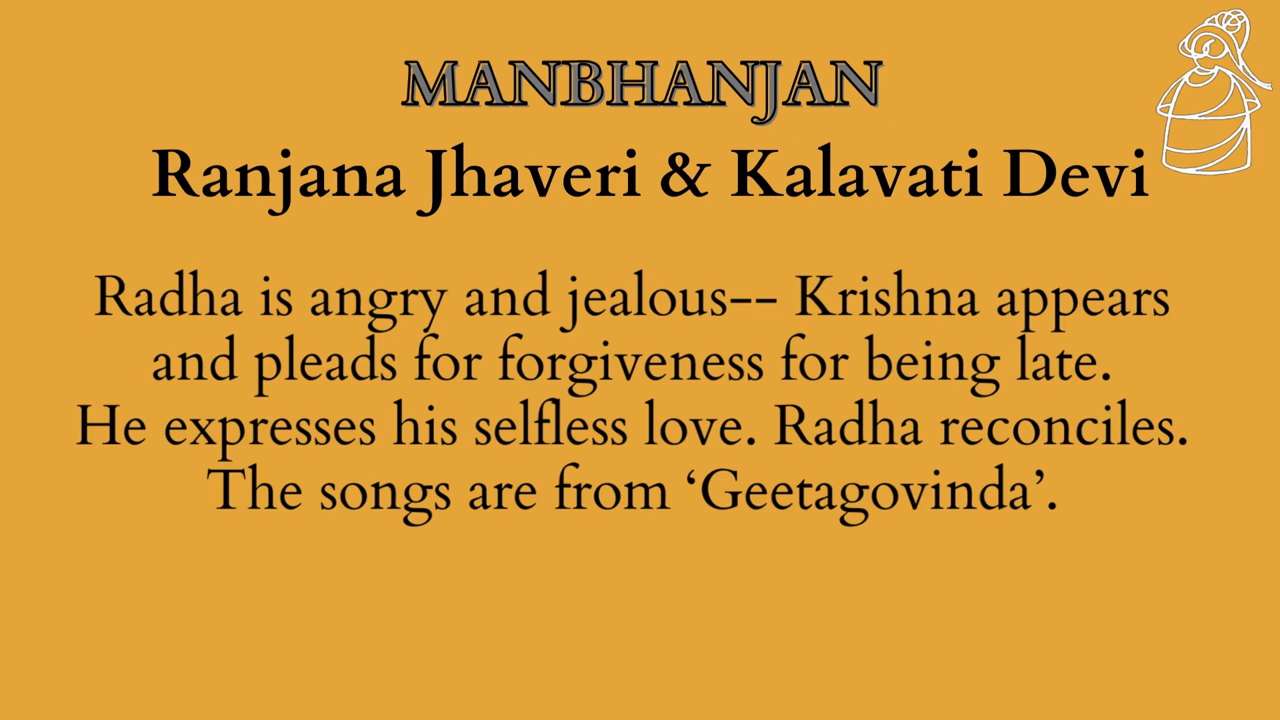 MANBHANJAN
Ranjana Jhaveri & Kalavati Devi
Radha is angry and jealous-- Krishna appears
and pleads for forgiveness for being late.
He expresses his selfless love. Radha reconciles.
The songs are from ‘Geetagovinda’.